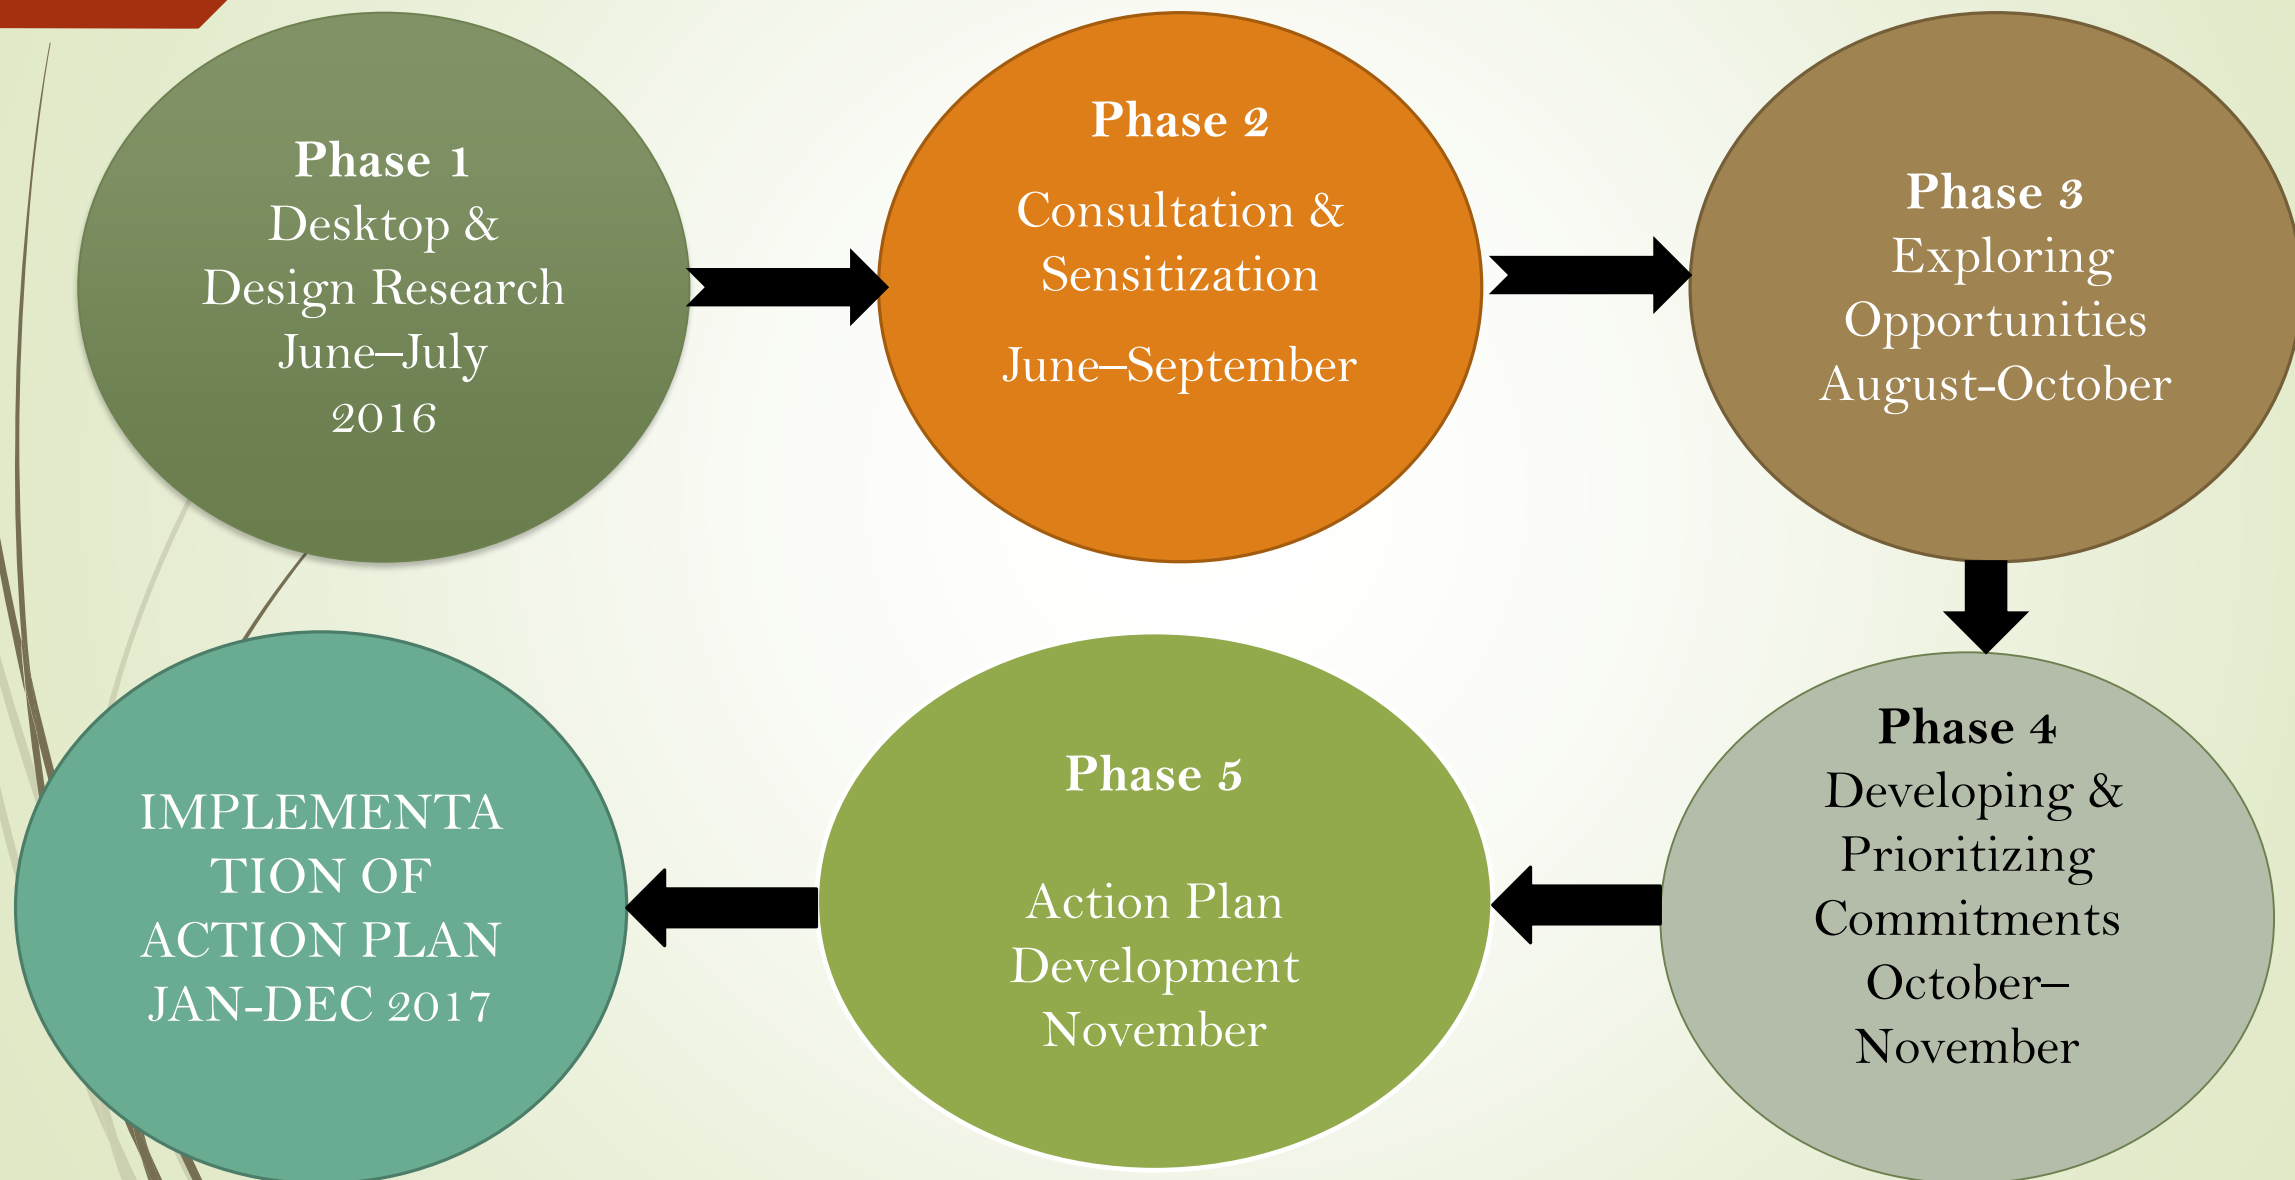 Phase 1
Desktop &
Design Research
June–July
2016
Phase 2
Consultation &
Sensitization
June–September
Phase 3
Exploring
Opportunities
August-October
Phase 4
Developing &
Prioritizing
Commitments
October–
November
Phase 5
Action Plan
Development
November
IMPLEMENTA
TION OF
ACTION PLAN
JAN-DEC 2017